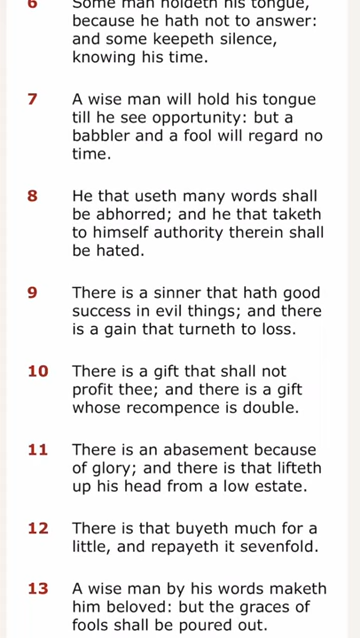 6 Some man holdeth his tongue,
because he hath not to answer:
and some keepeth silence,
knowing his time.
7 A wise man will hold his tongue
till he see opportunity: but a
babbler and a fool will regard no
time.
8 He that useth many words shall
be abhorred; and he that taketh
to himself authority therein shall
be hated.
9 There is a sinner that hath good
success in evil things; and there
is a gain that turneth to loss.
10 There is a gift that shall not
profit thee; and there is a gift
whose recompence is double.
11 There is an abasement because
of glory; and there is that lifteth
up his head from a low estate.
12 There is that buyeth much for a
little, and repayeth it sevenfold.
13 A wise man by his words maketh
him beloved: but the graces of
fools shall be poured out.